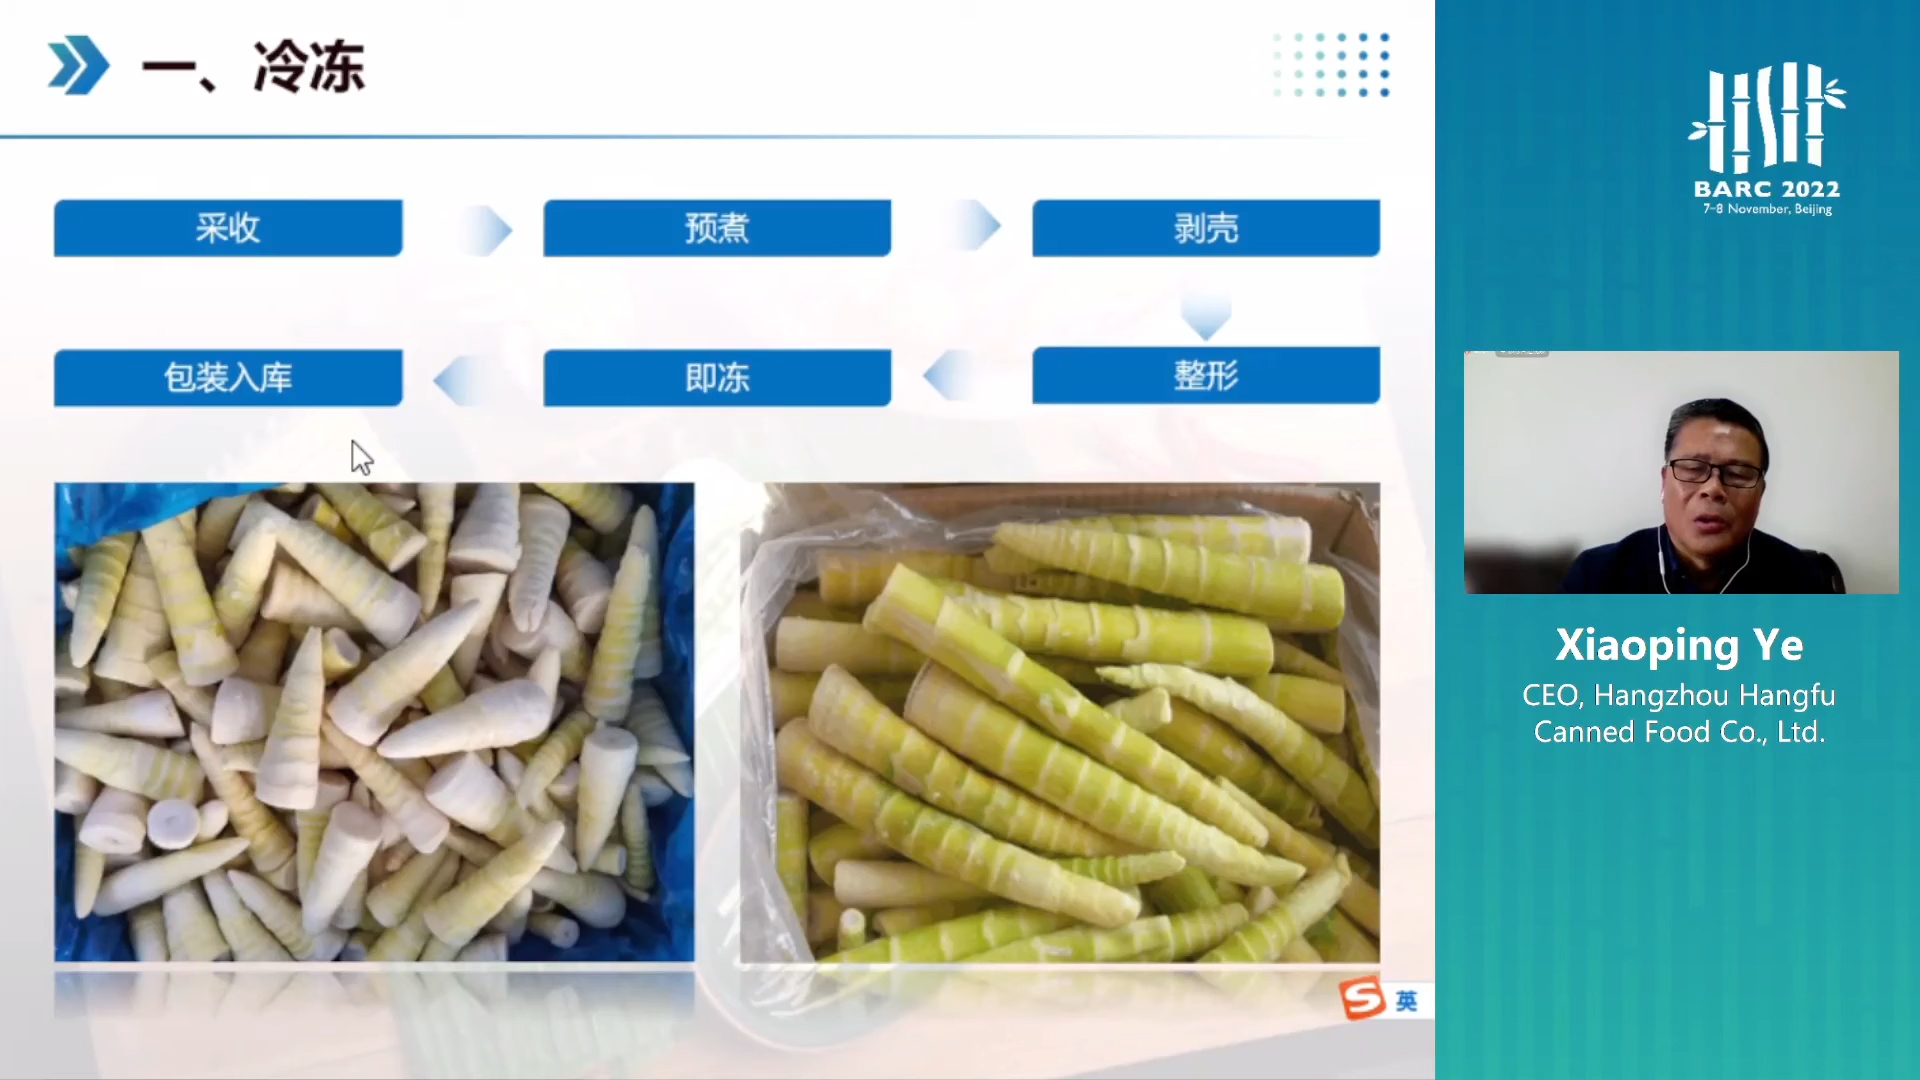 一、冷冻
采收
预煮
剥壳
包装入库
即冻
整形
S 英
BARC 2022
7-8 November, Beijing
Xiaoping Ye
CEO, Hangzhou Hangfu
Canned Food Co., Ltd.